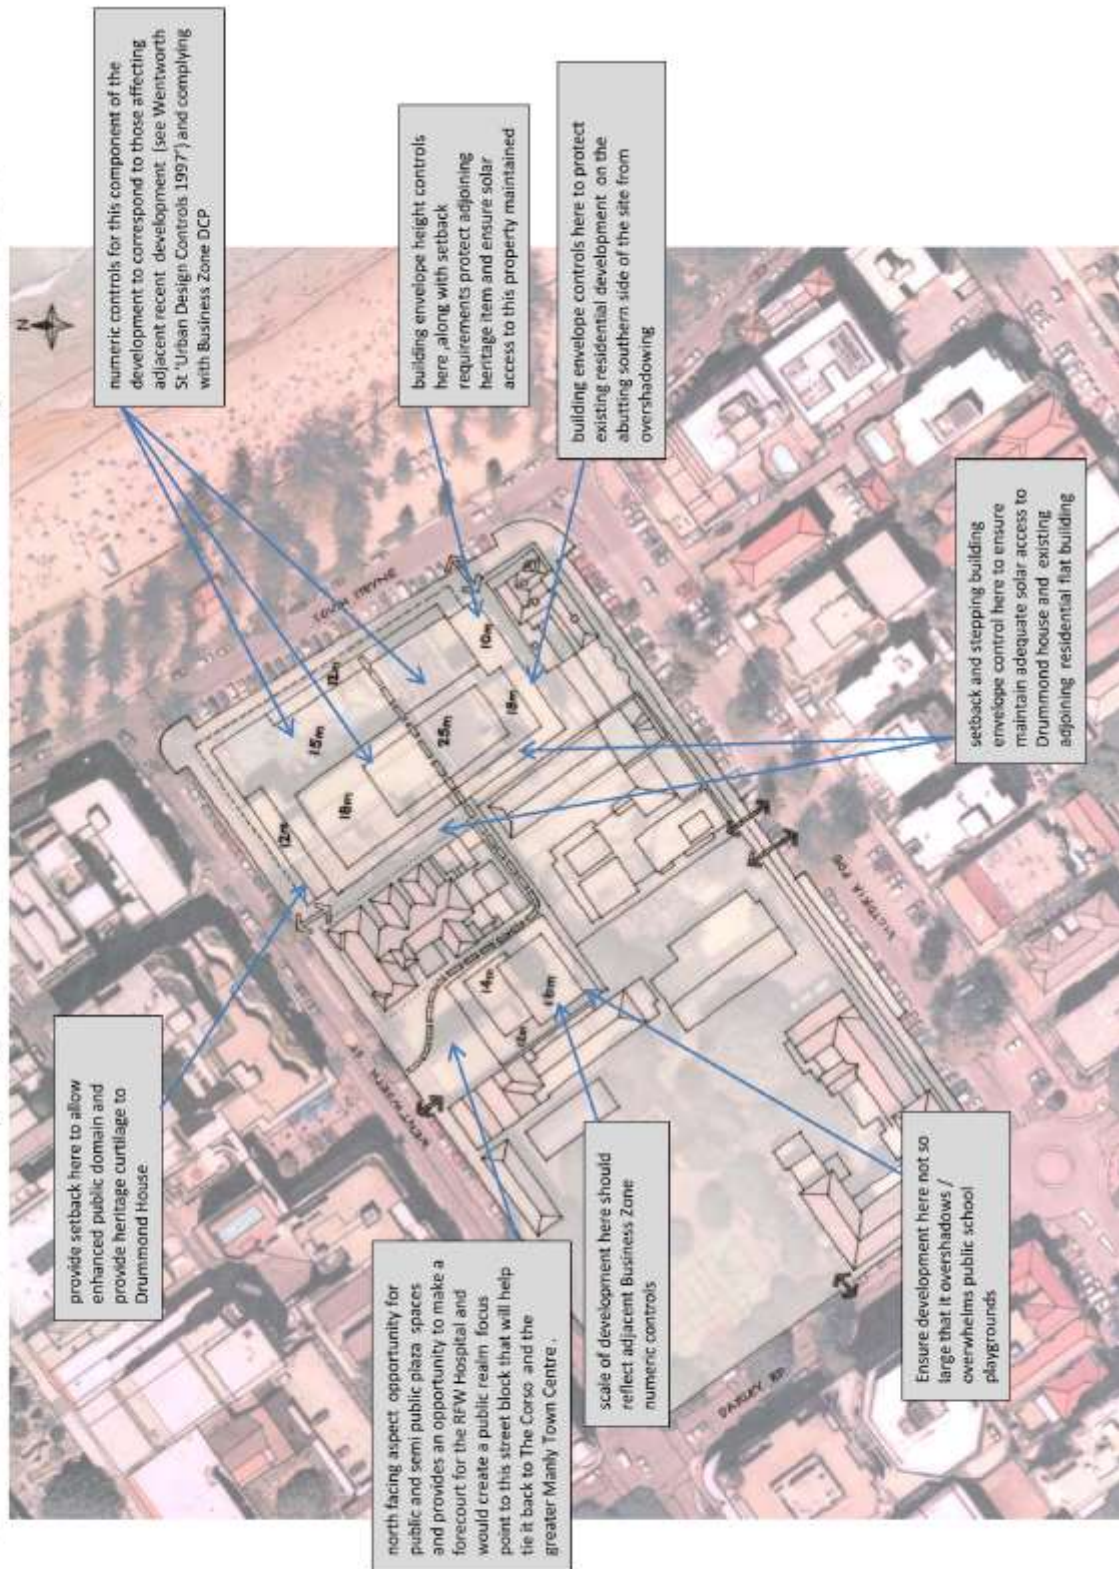 numeric controls for this component of the
development to correspond to those affecting
adjacent recent development (see Wentworth
St 'Urban Design Controls 1997') and complying
with Business Zone DCP
building envelope height controls
here ,along with setback
requirements protect adjoining
heritage item and ensure solar
access to this property maintained
building envelope controls here to protect
existing residential development on the
abutting southern side of the site from
overshadowing
setback and stepping building
envelope control here to ensure
maintain adequate solar access to
Drummond house and existing
adjoining residential flat building
provide setback here to allow
enhanced public domain and
provide heritage curtilage to
Drummond House
north facing aspect opportunity for
public and semi public plaza spaces
and provides an opportunity to make a
forecourt for the RFW Hospital and
would create a public realm focus
point to this street block that will help
tie it back to The Corso and the
greater Manly Town Centre .
scale of development here should
reflect adjacent Business Zone
numeric controls
Ensure development here not so
large that it overshadows /
overwhelms public school
playgrounds
N
SOUTH STEYNE
WENTWORTH ST
VICTORIA PDE
DARLEY RD
12m
15m
12m
18m
25m
10m
18m
14m
12m